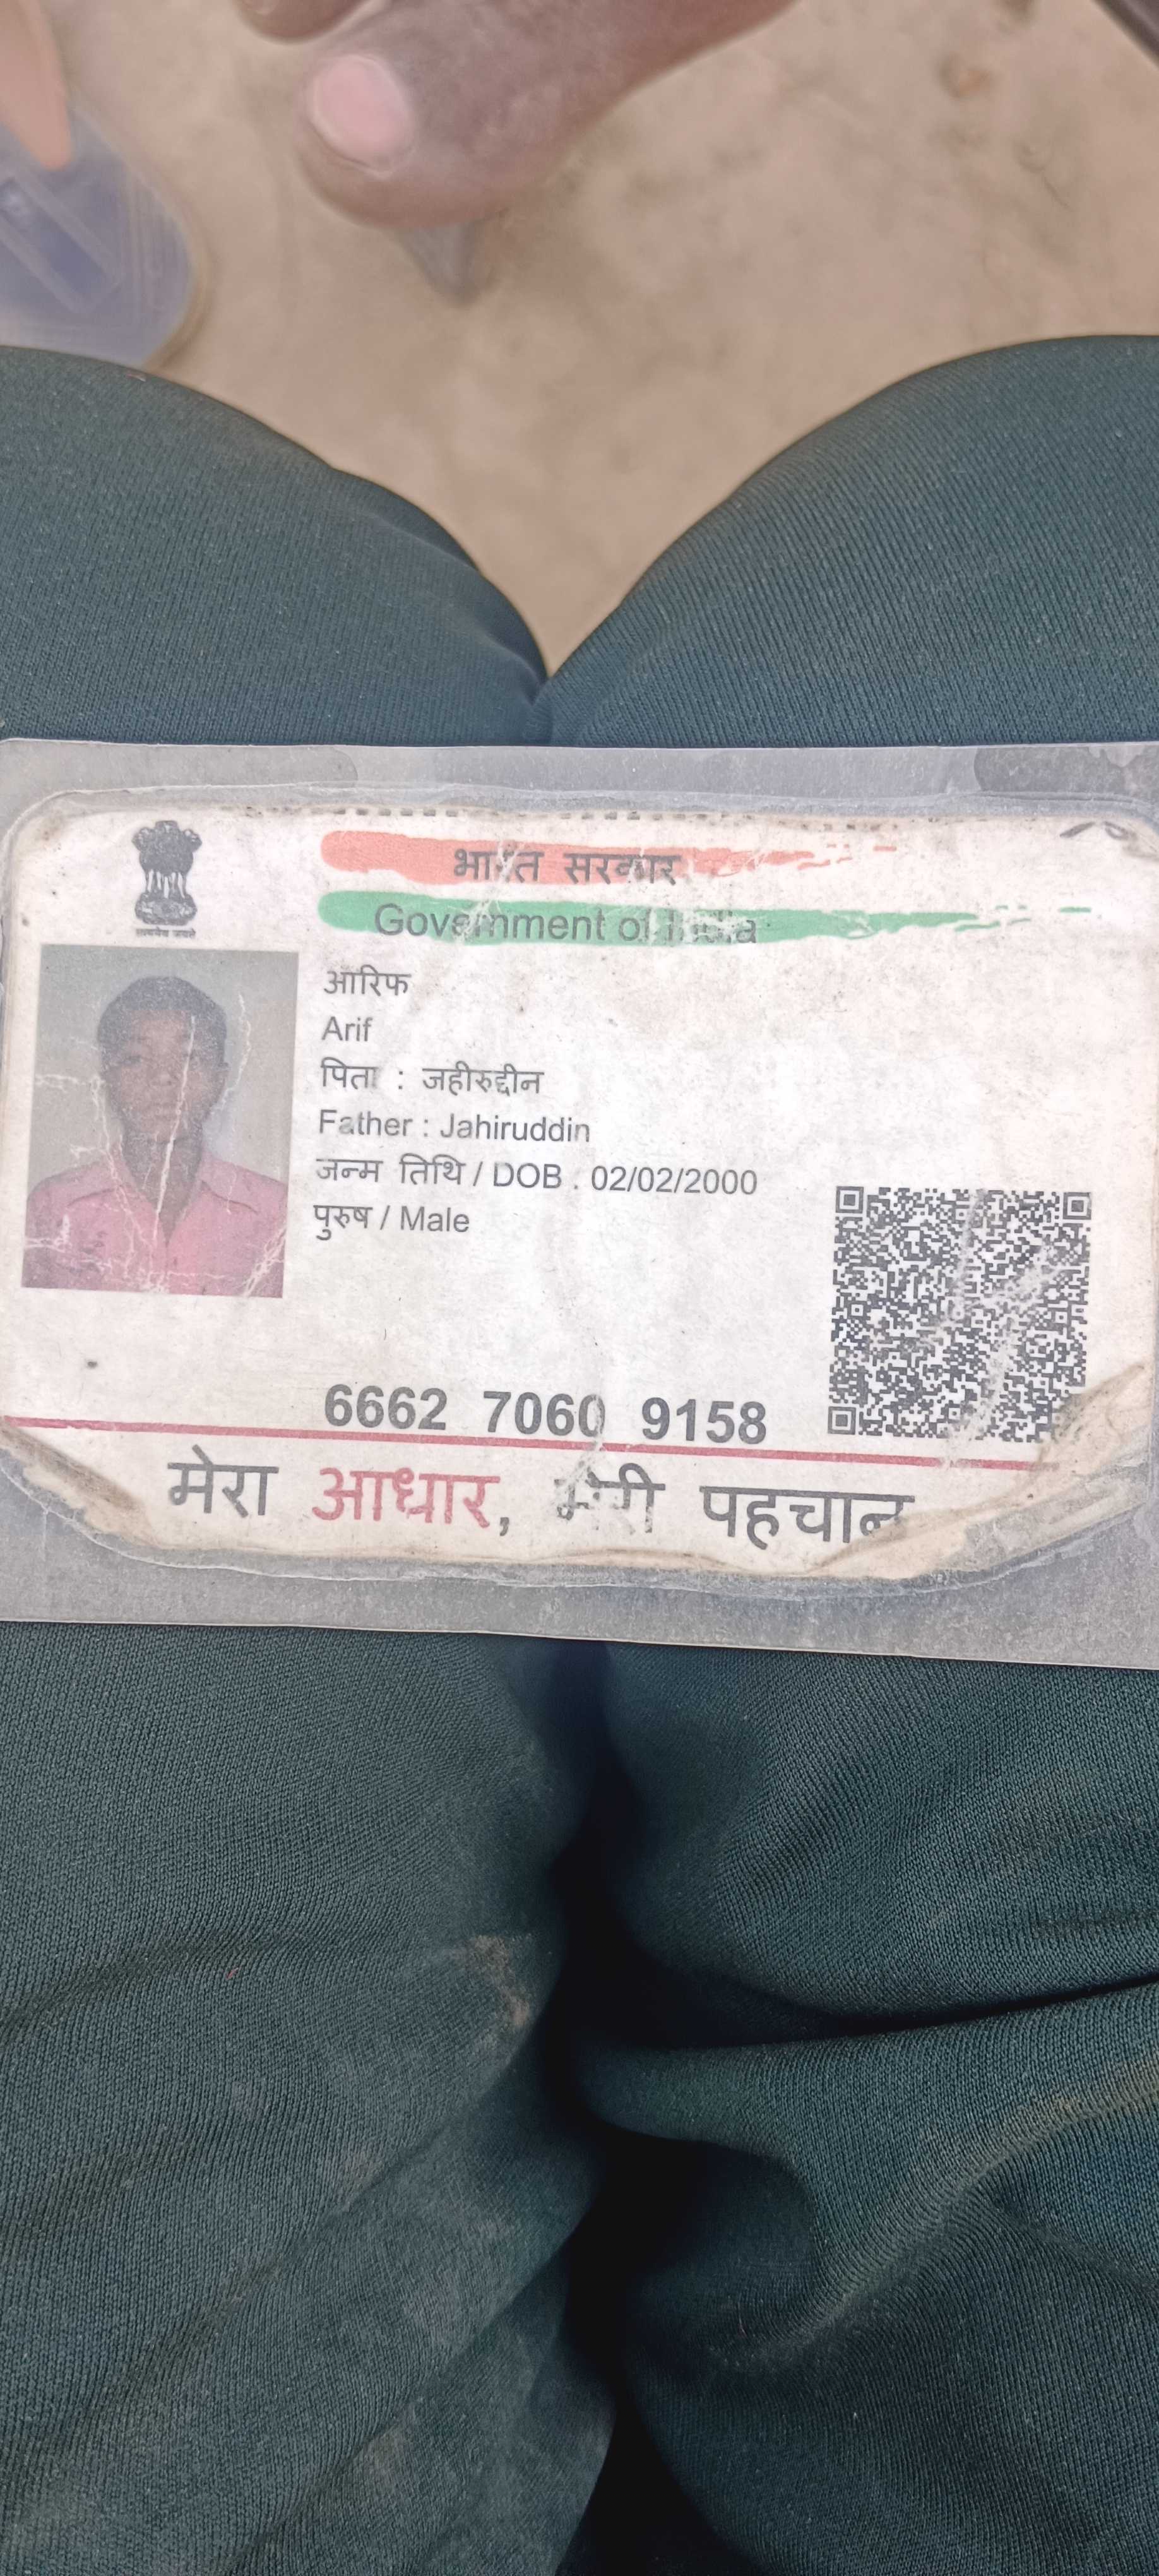 भारत सरकार
Government of India
सत्यमेव जयते
आरिफ
Arif
पिता : जहीरुद्दीन
Father : Jahiruddin
जन्म तिथि / DOB : 02/02/2000
पुरुष / Male
6662 7060 9158
मेरा आधार, मेरी पहचान